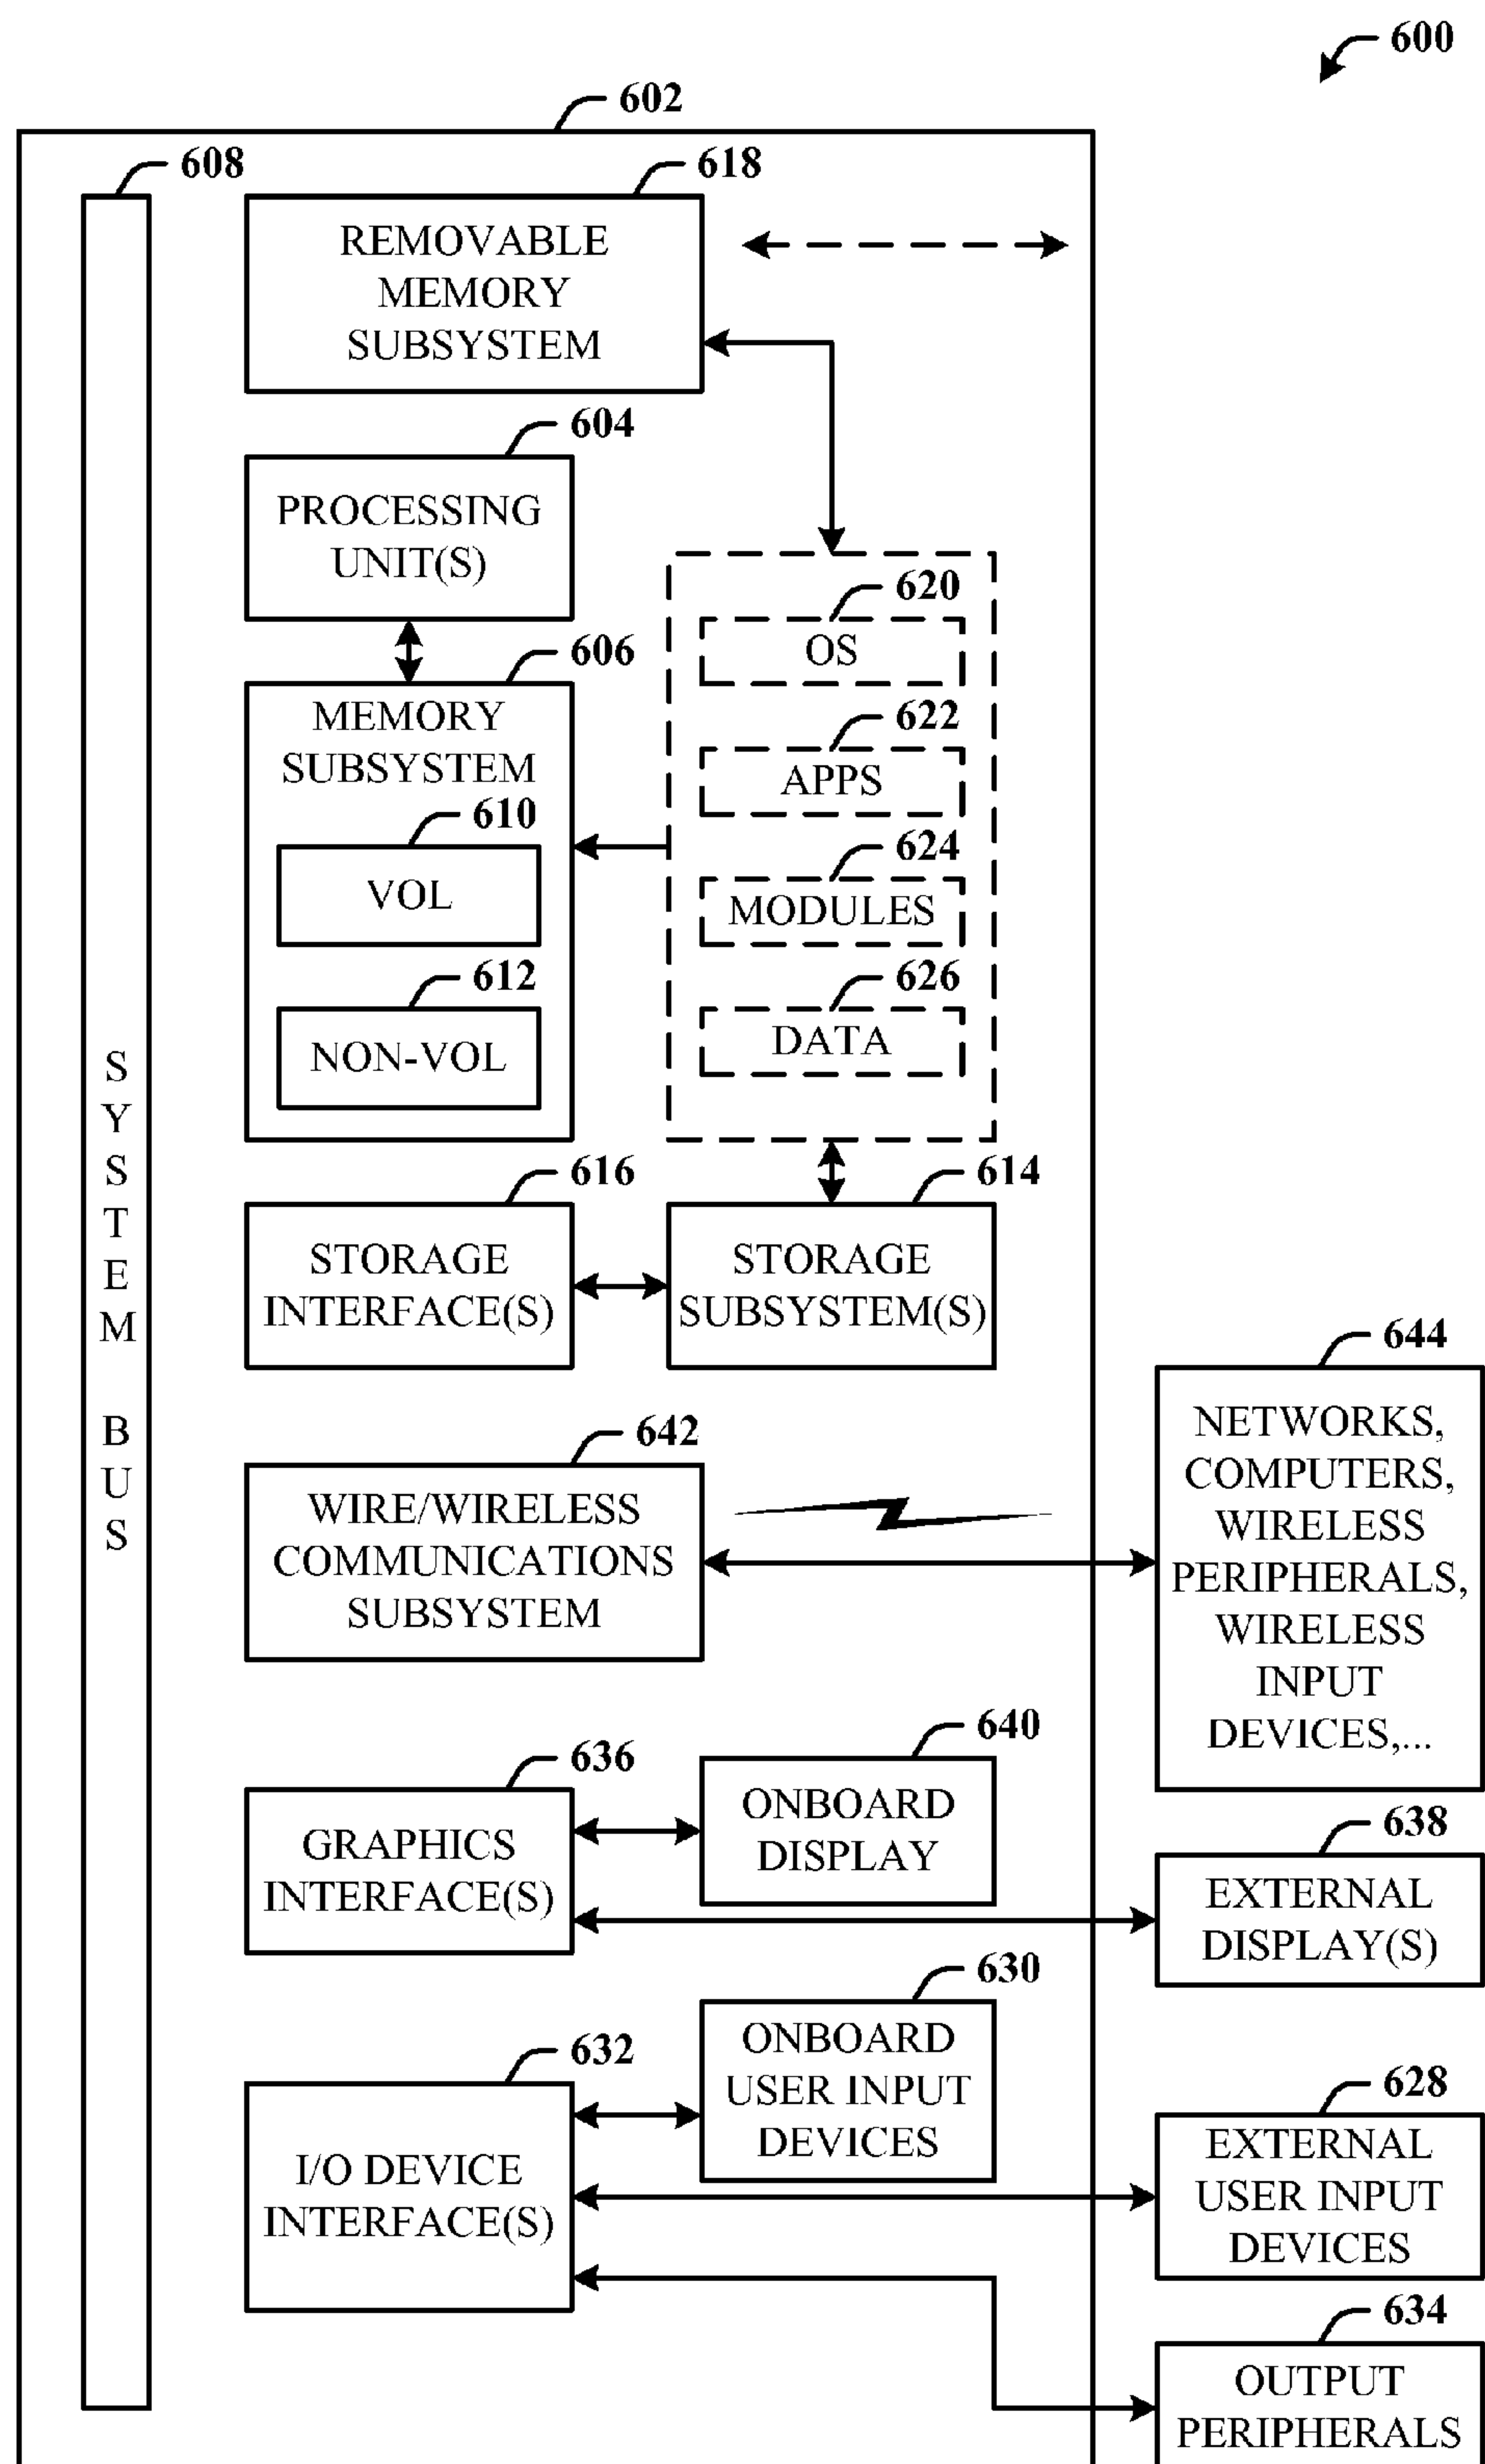 600
602
608
618
REMOVABLE
MEMORY
SUBSYSTEM
604
PROCESSING
UNIT(S)
606
MEMORY
SUBSYSTEM
610
VOL
612
NON-VOL
620
OS
622
APPS
624
MODULES
626
DATA
616
STORAGE
INTERFACE(S)
614
STORAGE
SUBSYSTEM(S)
SYSTEM BUS
642
WIRE/WIRELESS
COMMUNICATIONS
SUBSYSTEM
644
NETWORKS,
COMPUTERS,
WIRELESS
PERIPHERALS,
WIRELESS
INPUT
DEVICES,...
636
GRAPHICS
INTERFACE(S)
640
ONBOARD
DISPLAY
638
EXTERNAL
DISPLAY(S)
632
I/O DEVICE
INTERFACE(S)
630
ONBOARD
USER INPUT
DEVICES
628
EXTERNAL
USER INPUT
DEVICES
634
OUTPUT
PERIPHERALS